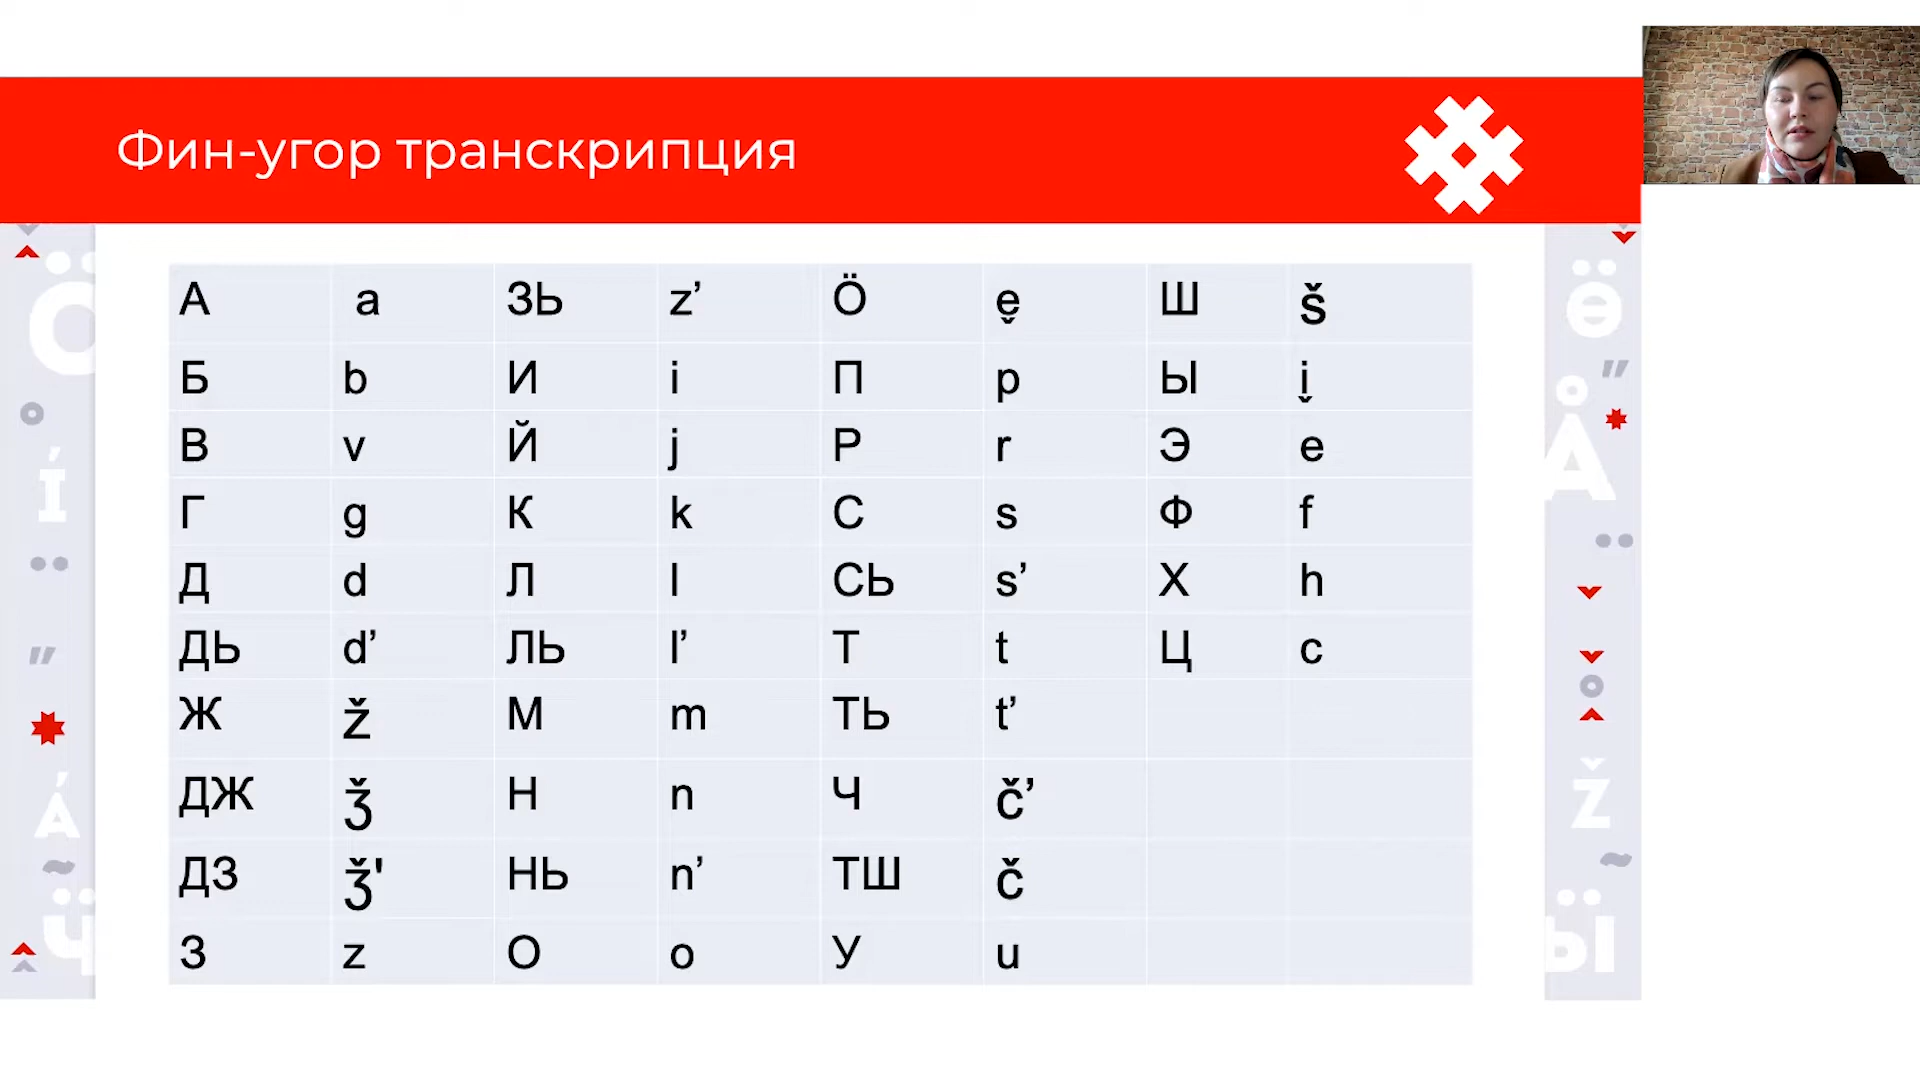 Фин-угор транскрипция
А a ЗЬ z’ Ӧ e̮ Ш š
Б b И i П p Ы i̮
В v Й j Р r Э e
Г g К k С s Ф f
Д d Л l СЬ s’ Х h
ДЬ d’ ЛЬ l’ Т t Ц c
Ж ž М m ТЬ t’
ДЖ ǯ Н n Ч č’
ДЗ ǯ' НЬ n’ ТШ č
З z О o У u